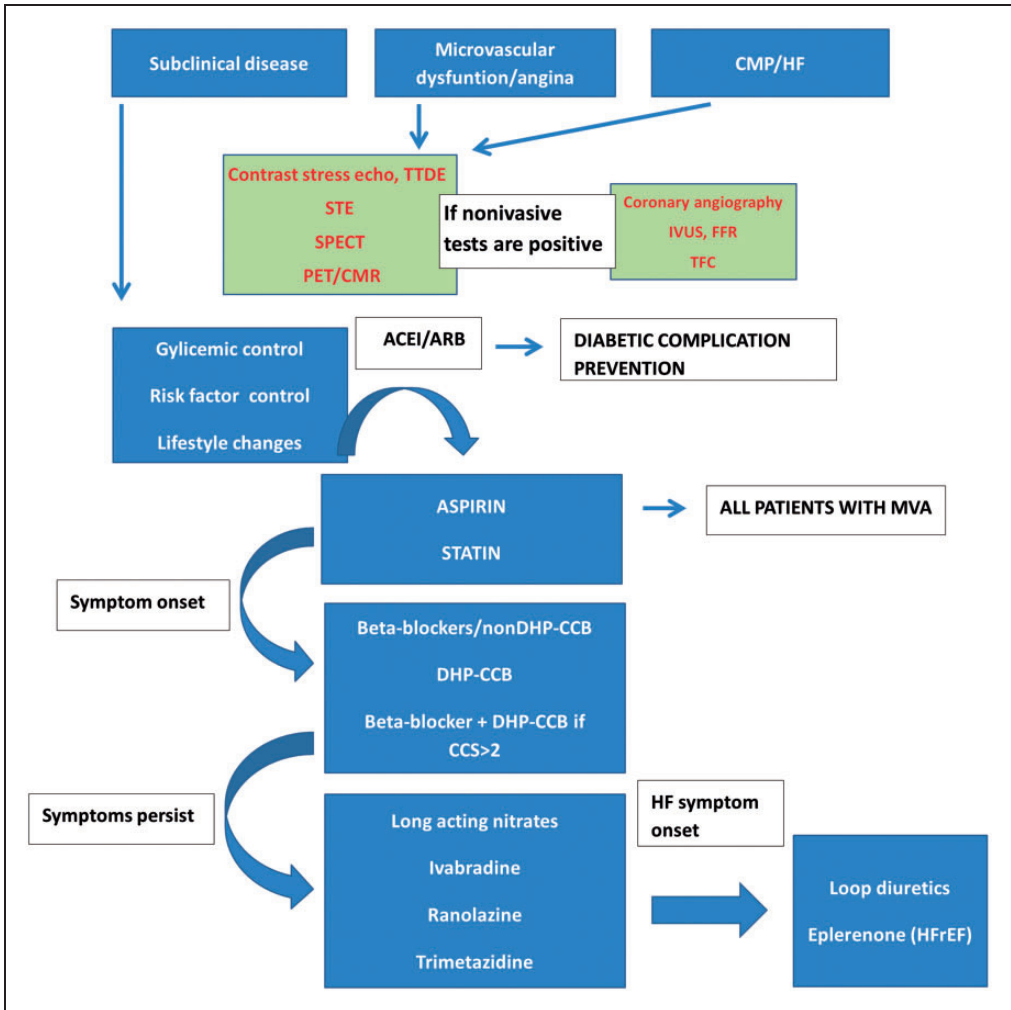 Subclinical disease
Microvascular
dysfuntion/angina
CMP/HF
Contrast stress echo, TTDE
STE
SPECT
PET/CMR
If nonivasive
tests are positive
Coronary angiography
IVUS, FFR
TFC
Gylicemic control
Risk factor control
Lifestyle changes
ACEI/ARB
DIABETIC COMPLICATION
PREVENTION
ASPIRIN
STATIN
ALL PATIENTS WITH MVA
Symptom onset
Beta-blockers/nonDHP-CCB
DHP-CCB
Beta-blocker + DHP-CCB if
CCS>2
Symptoms persist
Long acting nitrates
Ivabradine
Ranolazine
Trimetazidine
HF symptom
onset
Loop diuretics
Eplerenone (HFrEF)